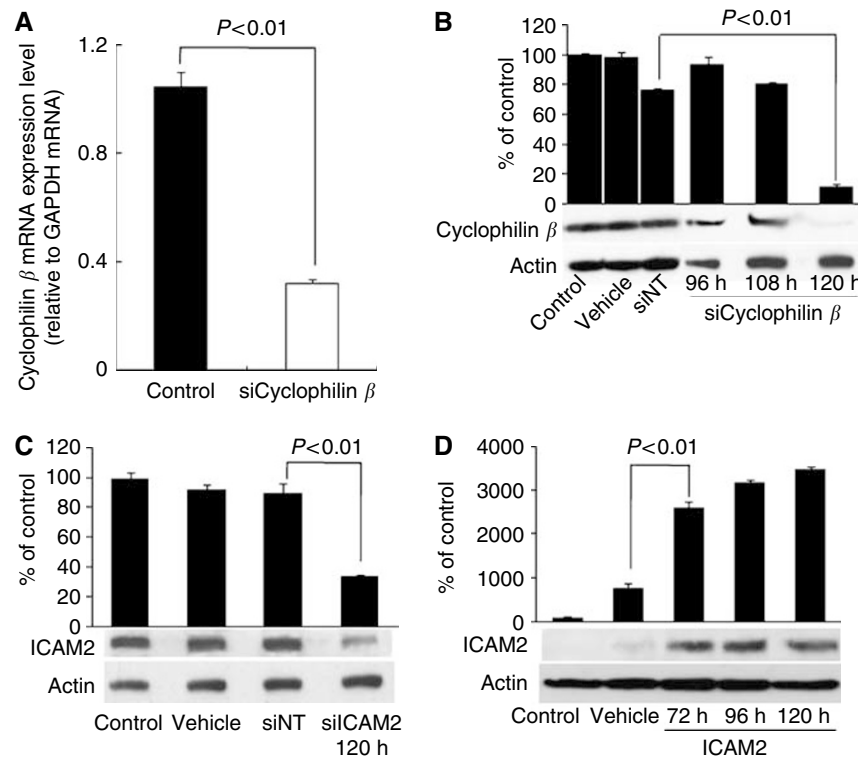 A
P<0.01
Cyclophilin β mRNA expression level
(relative to GAPDH mRNA)
1.2
0.8
0.4
0
Control
siCyclophilin β
B
P<0.01
% of control
120
100
80
60
40
20
0
Cyclophilin β
Actin
Control
Vehicle
siNT
96 h
108 h
120 h
siCyclophilin β
C
P<0.01
% of control
120
100
80
60
40
20
0
ICAM2
Actin
Control
Vehicle
siNT
siICAM2
120 h
D
P<0.01
% of control
4000
3000
2000
1000
0
ICAM2
Actin
Control
Vehicle
72 h
96 h
120 h
ICAM2